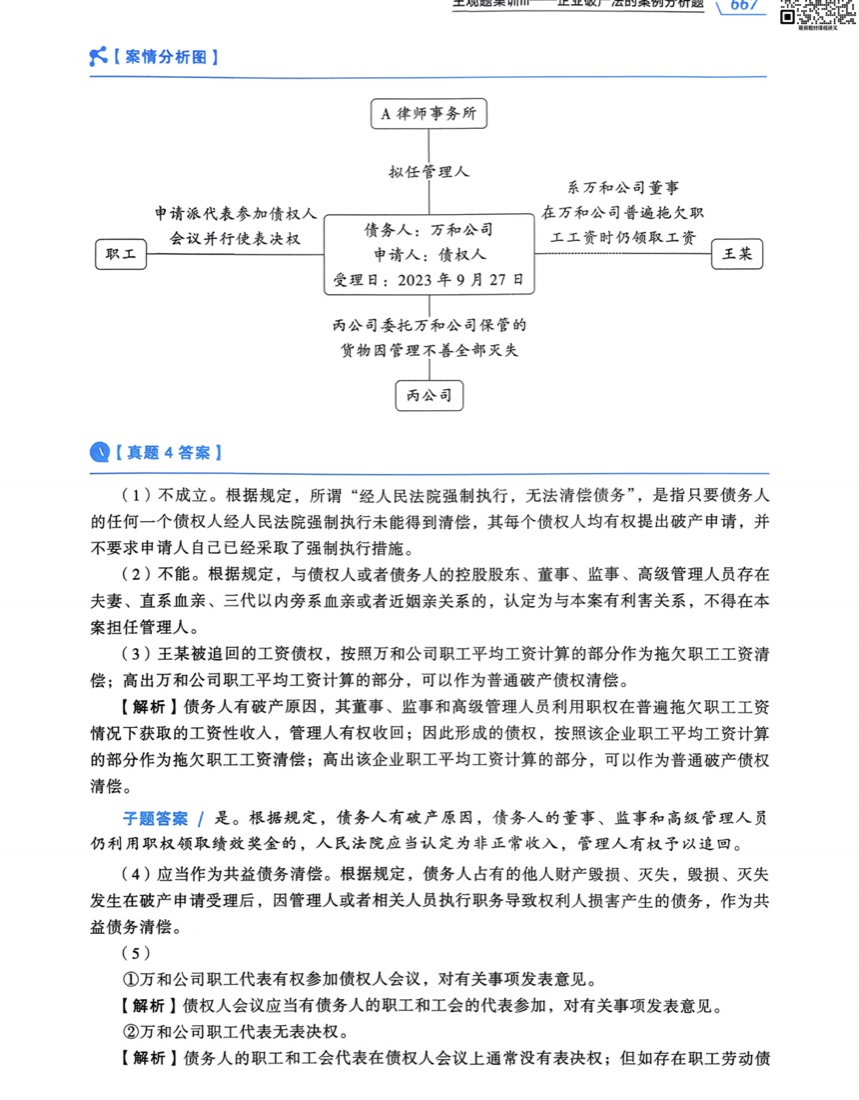 主观题集训III——企业破产法的案例分析题
667
【案情分析图】
A 律师事务所
拟任管理人
系万和公司董事
在万和公司普遍拖欠职
工工资时仍领取工资
申请派代表参加债权人
会议并行使表决权
债务人：万和公司
申请人：债权人
受理日：2023 年 9 月 27 日
职工
王某
丙公司委托万和公司保管的
货物因管理不善全部灭失
丙公司
【真题 4 答案】
（1）不成立。根据规定，所谓“经人民法院强制执行，无法清偿债务”，是指只要债务人
的任何一个债权人经人民法院强制执行未能得到清偿，其每个债权人均有权提出破产申请，并
不要求申请人自己已经采取了强制执行措施。
（2）不能。根据规定，与债权人或者债务人的控股股东、董事、监事、高级管理人员存在
夫妻、直系血亲、三代以内旁系血亲或者近姻亲关系的，认定为与本案有利害关系，不得在本
案担任管理人。
（3）王某被追回的工资债权，按照万和公司职工平均工资计算的部分作为拖欠职工工资清
偿；高出万和公司职工平均工资计算的部分，可以作为普通破产债权清偿。
【解析】债务人有破产原因，其董事、监事和高级管理人员利用职权在普遍拖欠职工工资
情况下获取的工资性收入，管理人有权收回；因此形成的债权，按照该企业职工平均工资计算
的部分作为拖欠职工工资清偿；高出该企业职工平均工资计算的部分，可以作为普通破产债权
清偿。
子题答案 / 是。根据规定，债务人有破产原因，债务人的董事、监事和高级管理人员
仍利用职权领取绩效奖金的，人民法院应当认定为非正常收入，管理人有权予以追回。
（4）应当作为共益债务清偿。根据规定，债务人占有的他人财产毁损、灭失，毁损、灭失
发生在破产申请受理后，因管理人或者相关人员执行职务导致权利人损害产生的债务，作为共
益债务清偿。
（5）
①万和公司职工代表有权参加债权人会议，对有关事项发表意见。
【解析】债权人会议应当有债务人的职工和工会的代表参加，对有关事项发表意见。
②万和公司职工代表无表决权。
【解析】债务人的职工和工会代表在债权人会议上通常没有表决权；但如存在职工劳动债